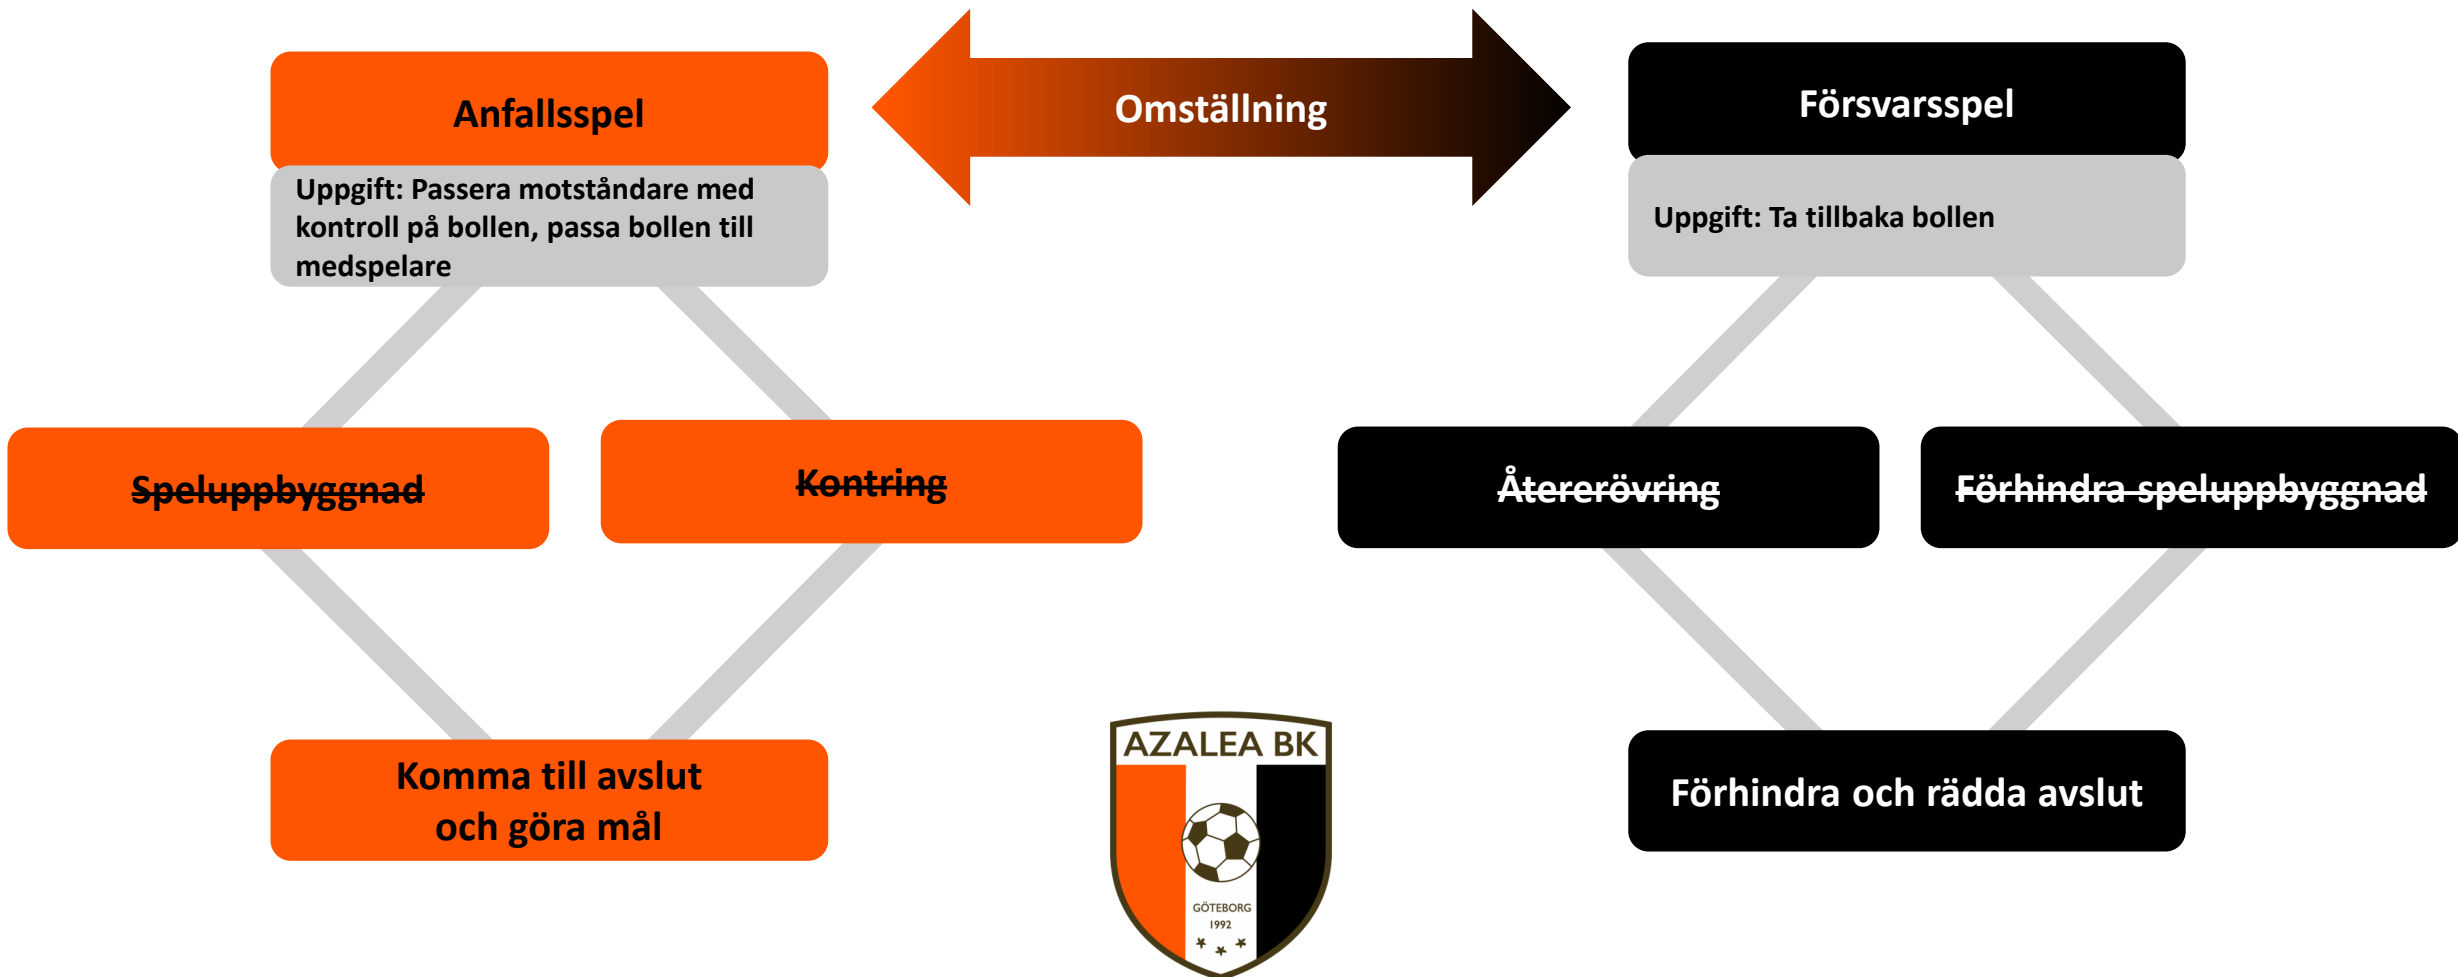 Anfallsspel
Uppgift: Passera motståndare med
kontroll på bollen, passa bollen till
medspelare
Omställning
Försvarsspel
Uppgift: Ta tillbaka bollen
Speluppbyggnad
Kontring
Återerövring
Förhindra speluppbyggnad
Komma till avslut
och göra mål
AZALEA BK
GÖTEBORG
1992
Förhindra och rädda avslut